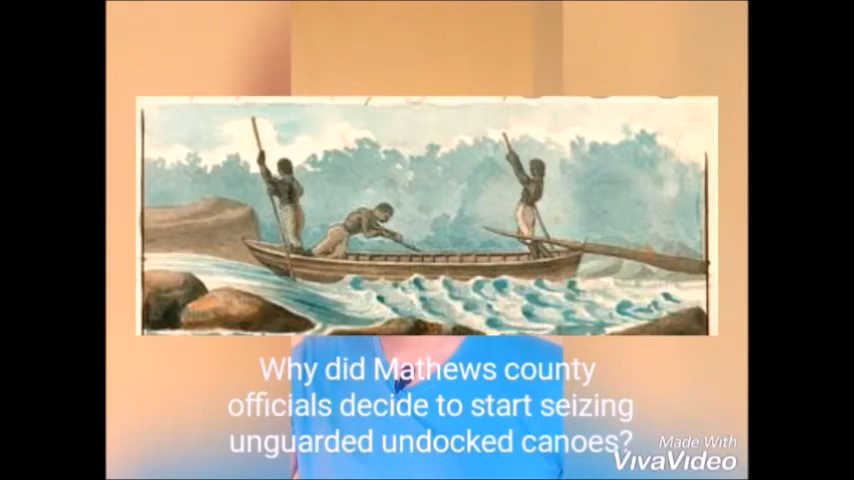 Why did Mathews county
officials decide to start seizing
unguarded undocked canoes?
Made With
VivaVideo